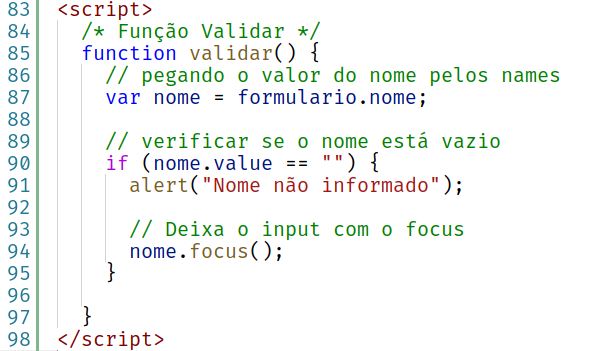 83 <script>
84 /* Função Validar */
85 function validar() {
86 // pegando o valor do nome pelos names
87 var nome = formulario.nome;
88
89 // verificar se o nome está vazio
90 if (nome.value == "") {
91 alert("Nome não informado");
92
93 // Deixa o input com o focus
94 nome.focus();
95 }
96
97 }
98 </script>